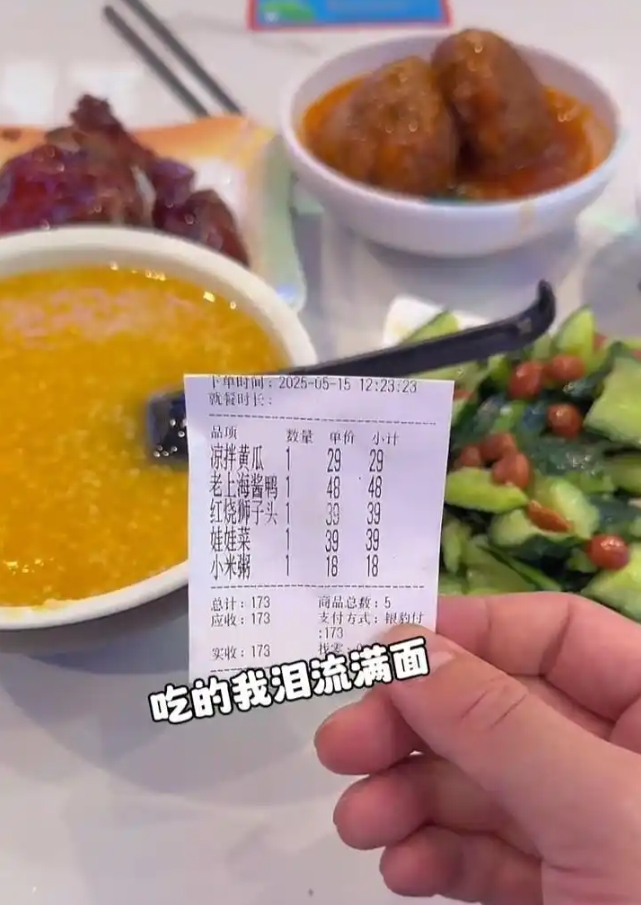 下单时间：2025-05-15 12:23:23
就餐时长：
品项 数量 单价 小计
凉拌黄瓜 1 29 29
老上海酱鸭 1 48 48
红烧狮子头 1 39 39
娃娃菜 1 39 39
小米粥 1 18 18
总计：173 商品总数：5
应收：173 支付方式：银豹付
：173
实收：173 找零：0
吃的我泪流满面